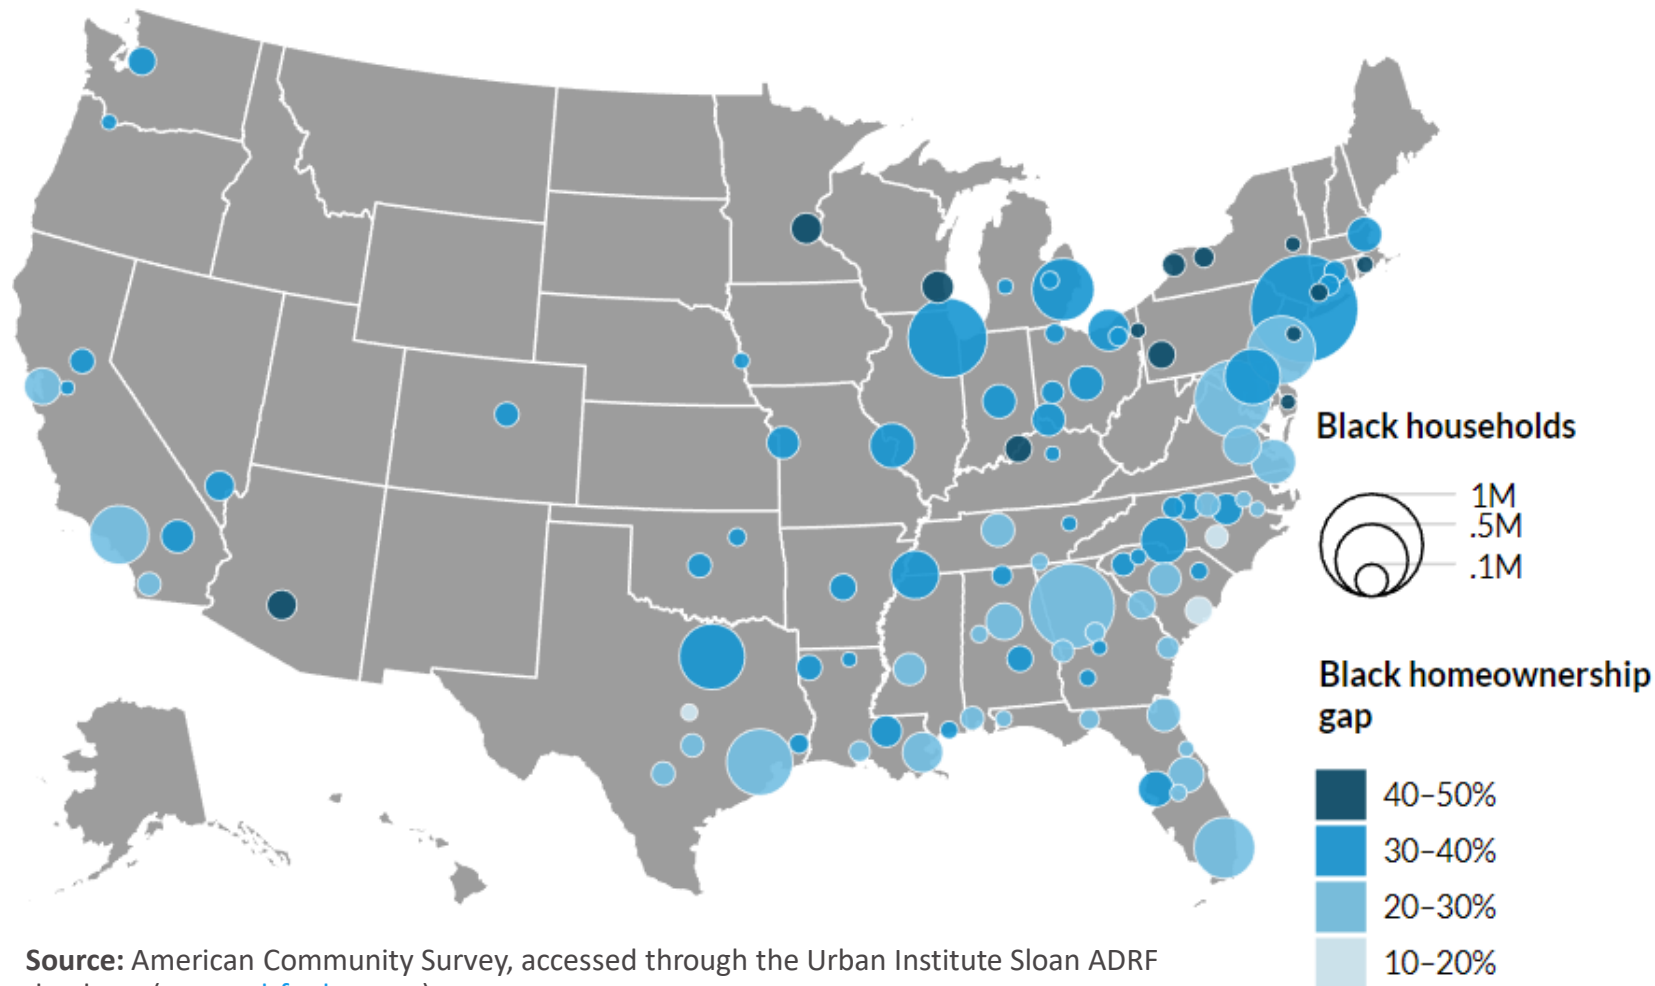 Black households
1M
.5M
.1M
Black homeownership
gap
40–50%
30–40%
20–30%
10–20%
Source: American Community Survey, accessed through the Urban Institute Sloan ADRF